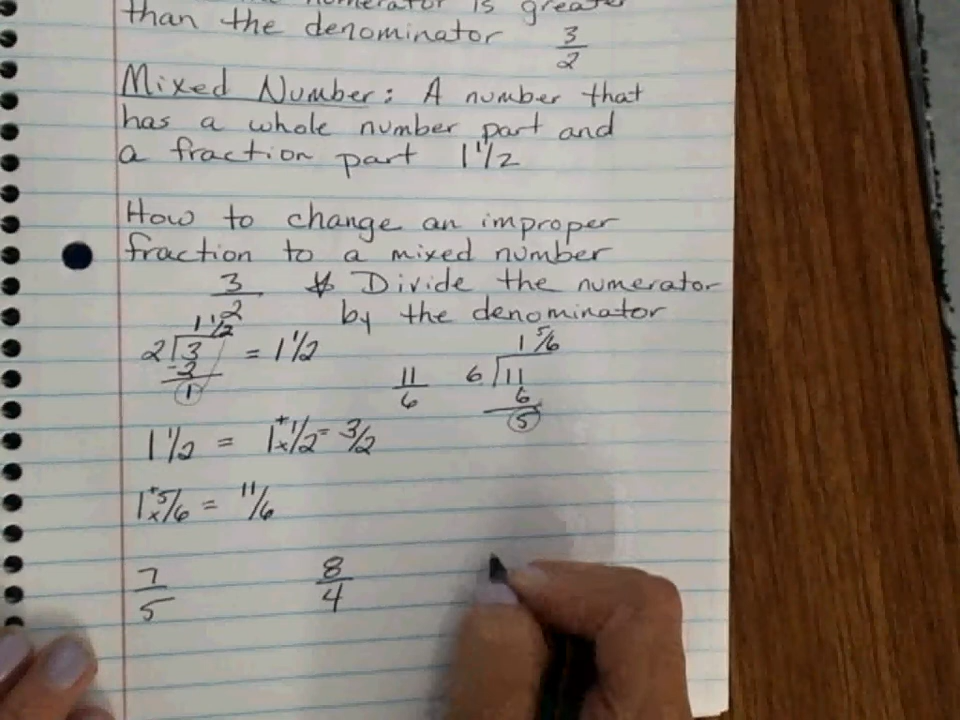 numerator is greater
than the denominator 3/2
Mixed Number: A number that
has a whole number part and
a fraction part 1 1/2
How to change an improper
fraction to a mixed number
3/2 * Divide the numerator
by the denominator
1 1/2
2 3 = 1 1/2
-2
1
1 5/6
11/6 6 11
6
5
1 1/2 = 1 + x 1/2 = 3/2
1 + x 5/6 = 11/6
7/5 8/4